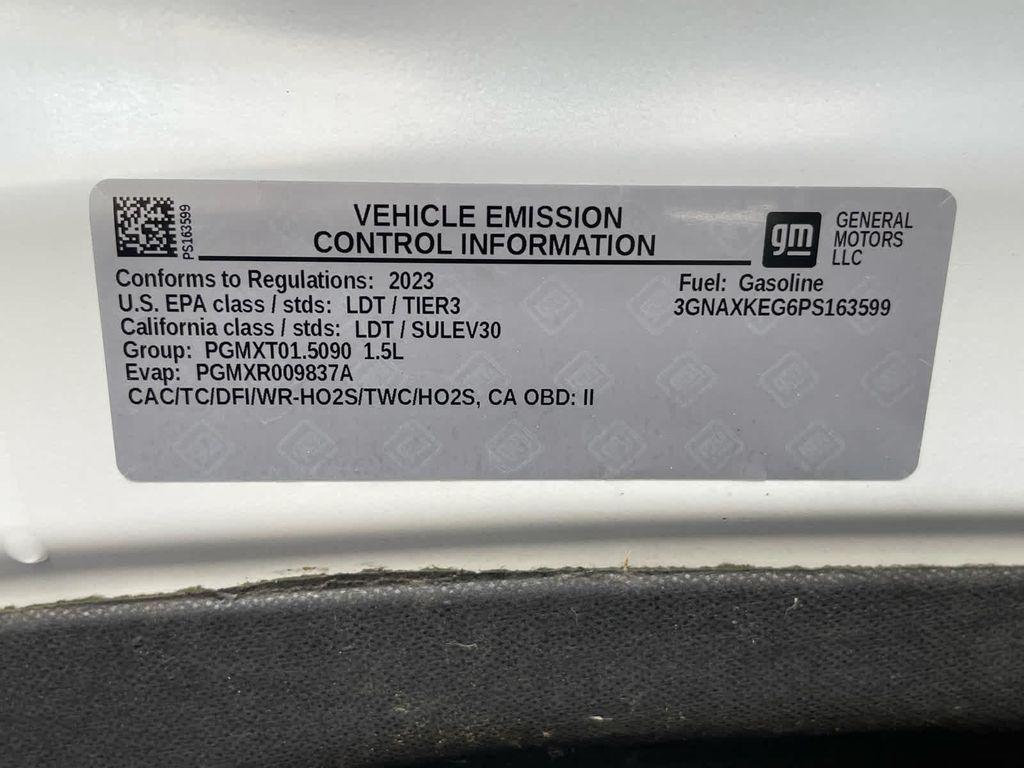 PS163599
VEHICLE EMISSION
CONTROL INFORMATION
gm
GENERAL
MOTORS
LLC
Conforms to Regulations: 2023
Fuel: Gasoline
U.S. EPA class / stds: LDT / TIER3
3GNAXKEG6PS163599
California class / stds: LDT / SULEV30
Group: PGMXT01.5090 1.5L
Evap: PGMXR009837A
CAC/TC/DFI/WR-HO2S/TWC/HO2S, CA OBD: II